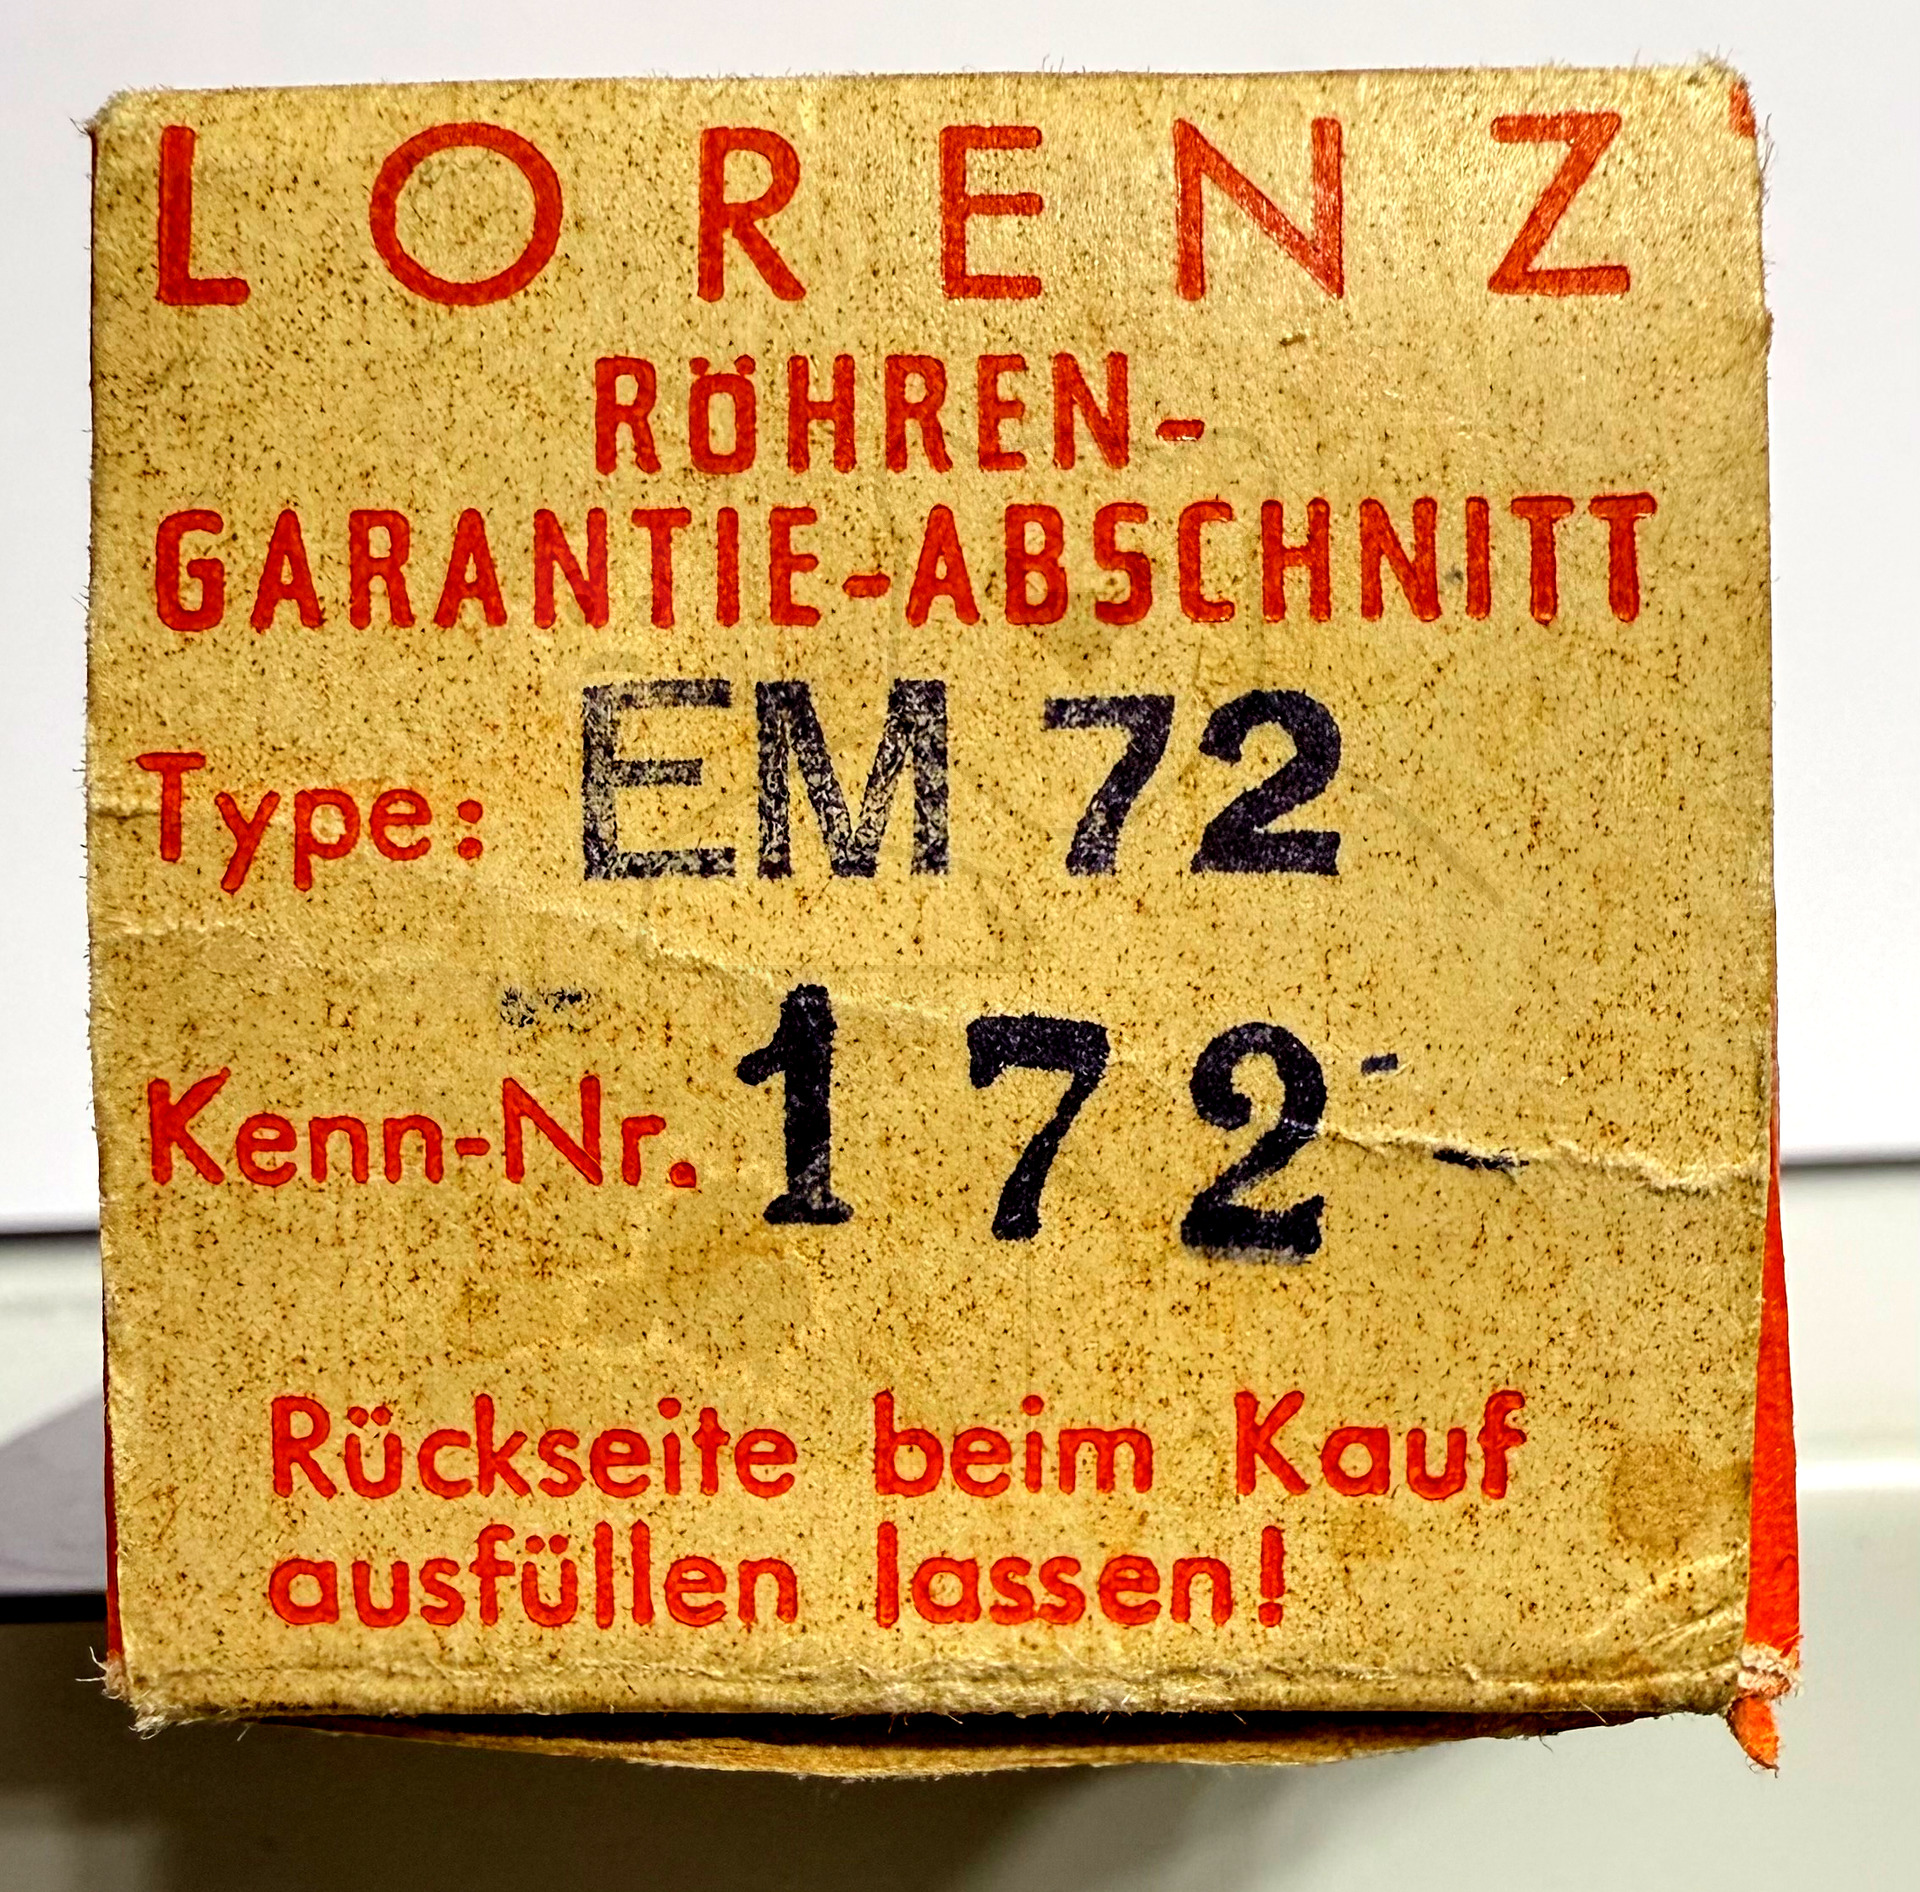 LORENZ
RÖHREN-
GARANTIE-ABSCHNITT
Type: EM 72
Kenn-Nr. 172
Rückseite beim Kauf
ausfüllen lassen!